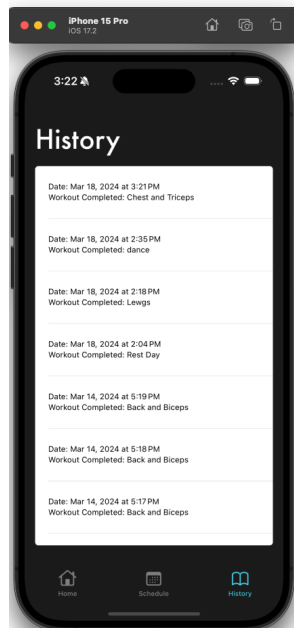 iPhone 15 Pro
iOS 17.2
3:22
History
Date: Mar 18, 2024 at 3:21 PM
Workout Completed: Chest and Triceps
Date: Mar 18, 2024 at 2:35 PM
Workout Completed: dance
Date: Mar 18, 2024 at 2:18 PM
Workout Completed: Lewgs
Date: Mar 18, 2024 at 2:04 PM
Workout Completed: Rest Day
Date: Mar 14, 2024 at 5:19 PM
Workout Completed: Back and Biceps
Date: Mar 14, 2024 at 5:18 PM
Workout Completed: Back and Biceps
Date: Mar 14, 2024 at 5:17 PM
Workout Completed: Back and Biceps
Home Schedule History